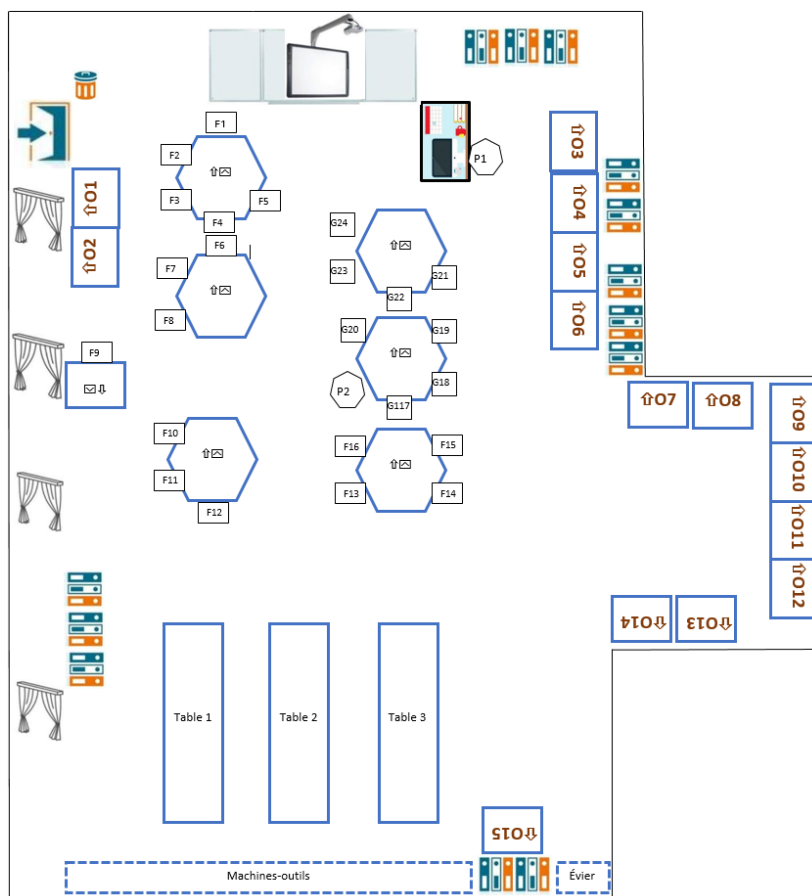 F1
F2
F3
F4
F5
P1
⇧O1
⇧O2
⇧O3
⇧O4
⇧O5
⇧O6
F6
F7
F8
G24
G23
G22
G21
F9
G20
G19
P2
G18
G117
⇧O7
⇧O8
⇧O9
⇧O10
⇧O11
⇧O12
F10
F11
F12
F16
F15
F13
F14
⇧O14
⇧O13
Table 1
Table 2
Table 3
⇧O15
Machines-outils
Évier